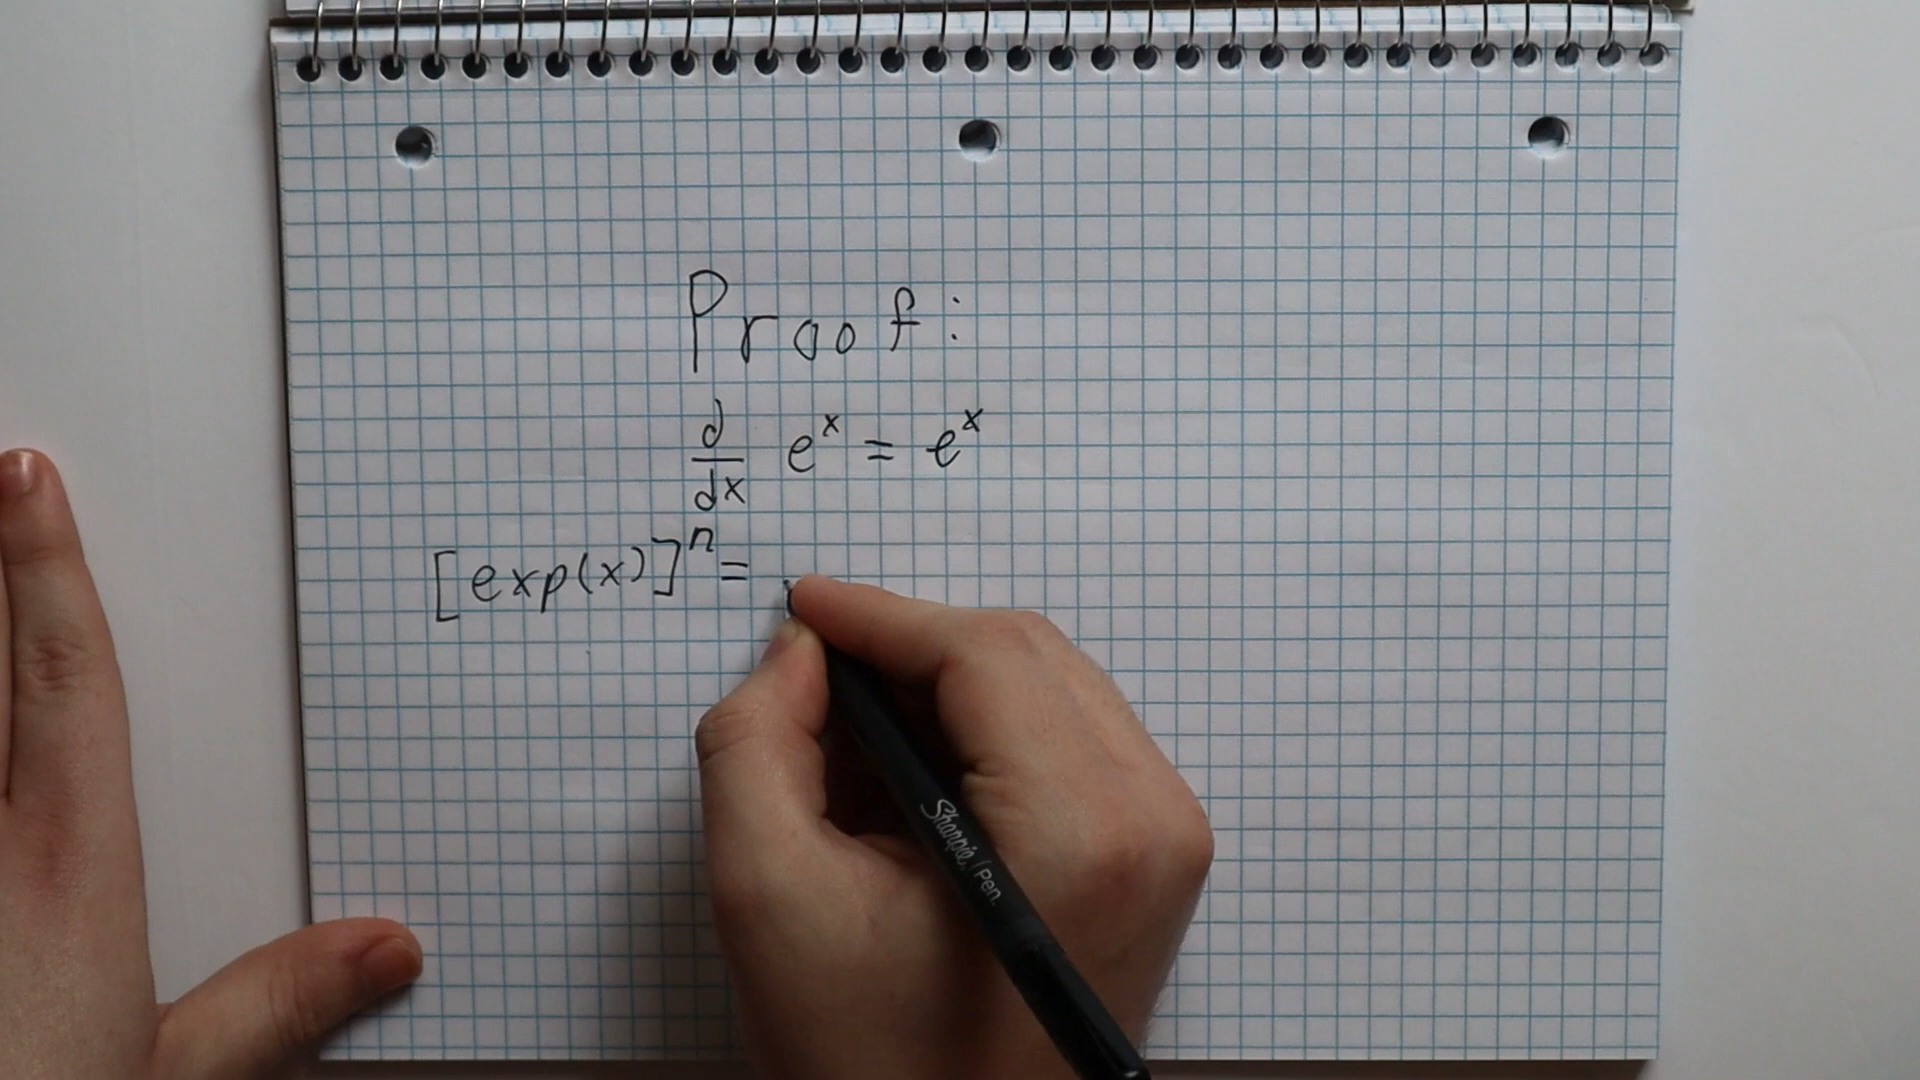 Proof:
d/dx e^x = e^x
[exp(x)]^n =
Sharpie / Pen.